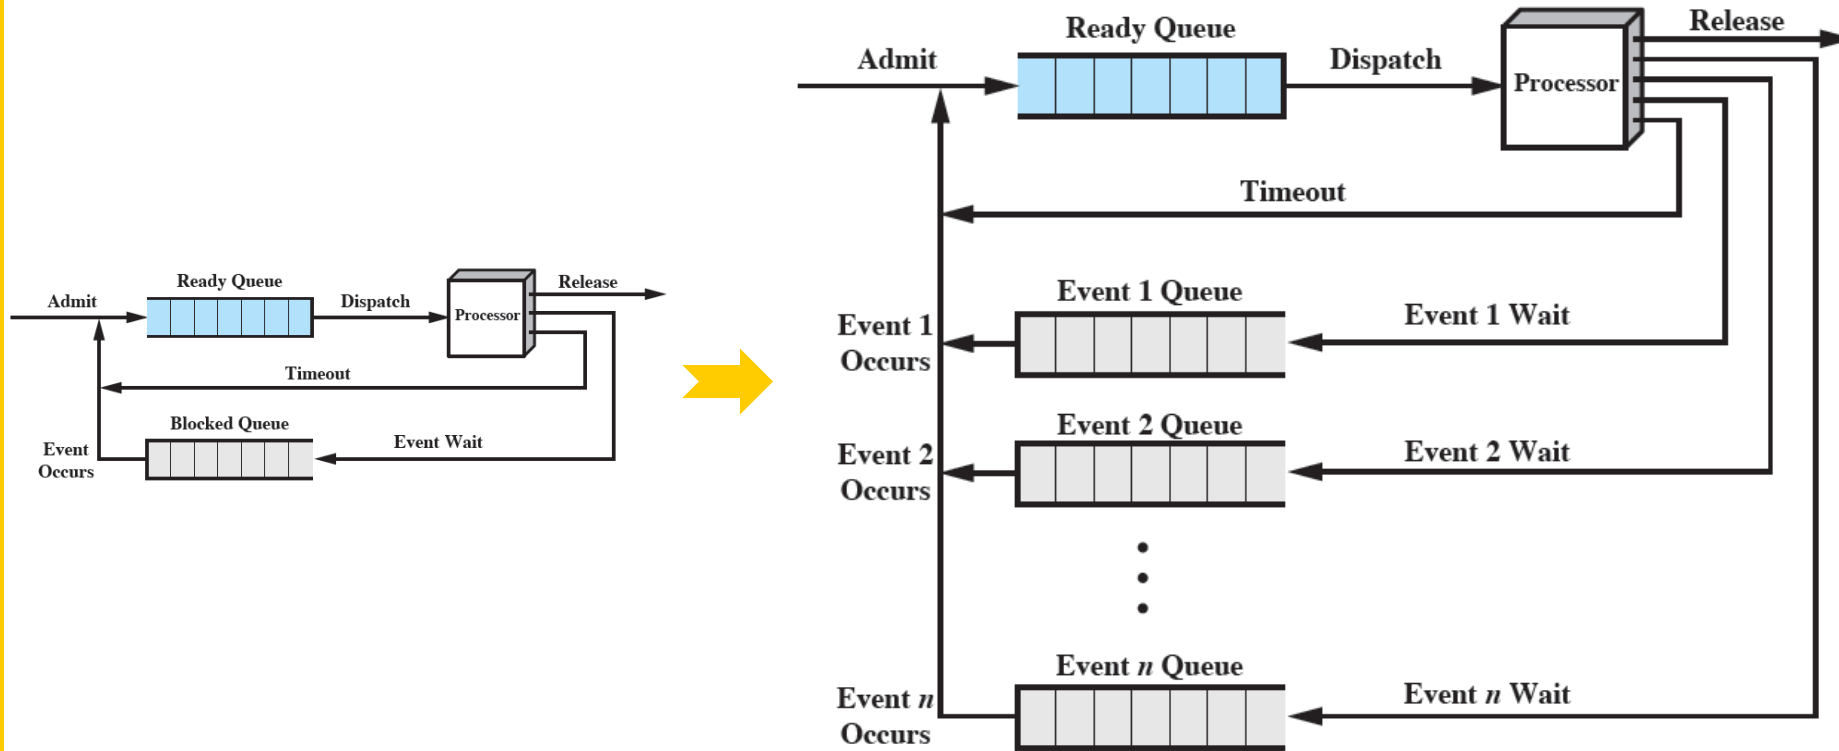 Ready Queue
Admit
Dispatch
Processor
Release
Timeout
Blocked Queue
Event Wait
Event
Occurs
Ready Queue
Admit
Dispatch
Processor
Release
Timeout
Event 1 Queue
Event 1 Wait
Event 1
Occurs
Event 2 Queue
Event 2 Wait
Event 2
Occurs
Event n Queue
Event n Wait
Event n
Occurs